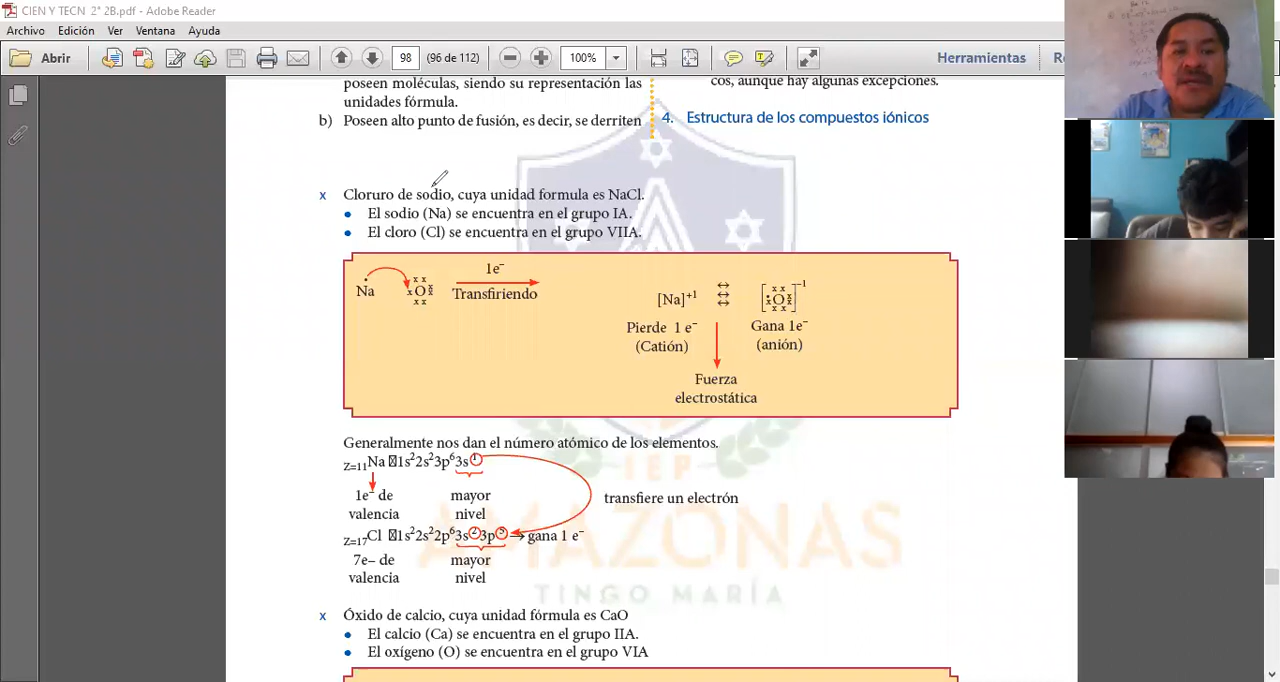 CIEN Y TECN 2° 2B.pdf - Adobe Reader
Archivo Edición Ver Ventana Ayuda
Abrir 98 (96 de 112) 100% Herramientas
poseen moléculas, siendo su representación las
unidades fórmula.
b) Poseen alto punto de fusión, es decir, se derriten
cos, aunque hay algunas excepciones.
4. Estructura de los compuestos iónicos
x Cloruro de sodio, cuya unidad formula es NaCl.
• El sodio (Na) se encuentra en el grupo IA.
• El cloro (Cl) se encuentra en el grupo VIIA.
Na O 1e⁻
Transfiriendo
[Na]⁺¹ [O]⁻¹
Pierde 1 e⁻ Gana 1e⁻
(Catión) (anión)
Fuerza
electrostática
Generalmente nos dan el número atómico de los elementos.
Z=11Na 1s²2s²3p⁶3s¹
1e⁻ de mayor transfiere un electrón
valencia nivel
Z=17Cl 1s²2s²2p⁶3s²3p⁵ → gana 1 e⁻
7e– de mayor
valencia nivel
x Óxido de calcio, cuya unidad fórmula es CaO
• El calcio (Ca) se encuentra en el grupo IIA.
• El oxígeno (O) se encuentra en el grupo VIA
IEP
AMAZONAS
TINGO MARÍA